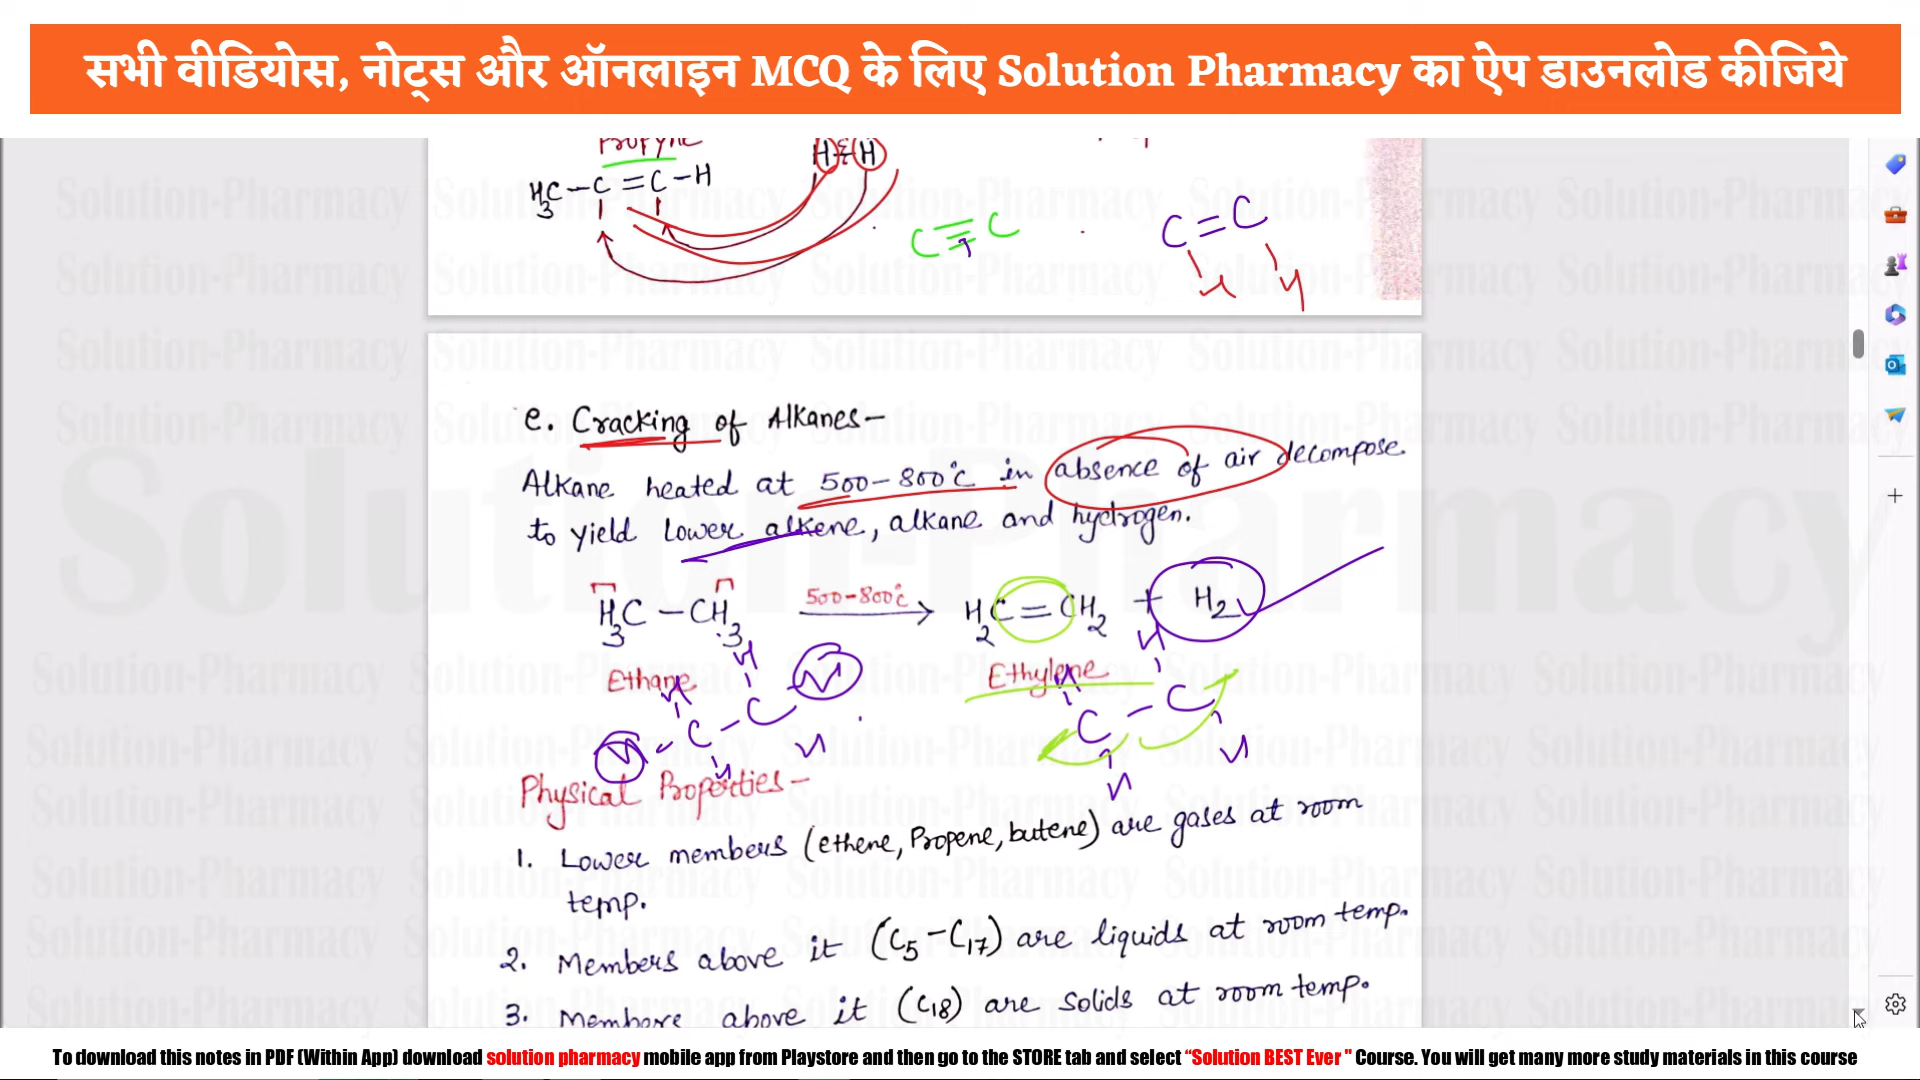 सभी वीडियोस, नोट्स और ऑनलाइन MCQ के लिए Solution Pharmacy का ऐप डाउनलोड कीजिये
Propyne
H H
H3C – C = C – H
C ≡ C
C = C
H H
e. Cracking of Alkanes –
Alkane heated at 500-800°c in absence of air decompose
to yield Lower alkene, alkane and hydrogen.
H3C – CH3 500-800°c → H2C = CH2 + H2
Ethane Ethylene
H H H
H C – C H C – C
H H H H
Physical Properties –
1. Lower members (ethene, Propene, butene) are gases at room
temp.
2. Members above it (C5 – C17) are liquids at room temp.
3. Members above it (C18) are solids at room temp.
Solution-Pharmacy
To download this notes in PDF (Within App) download solution pharmacy mobile app from Playstore and then go to the STORE tab and select “Solution BEST Ever " Course. You will get many more study materials in this course